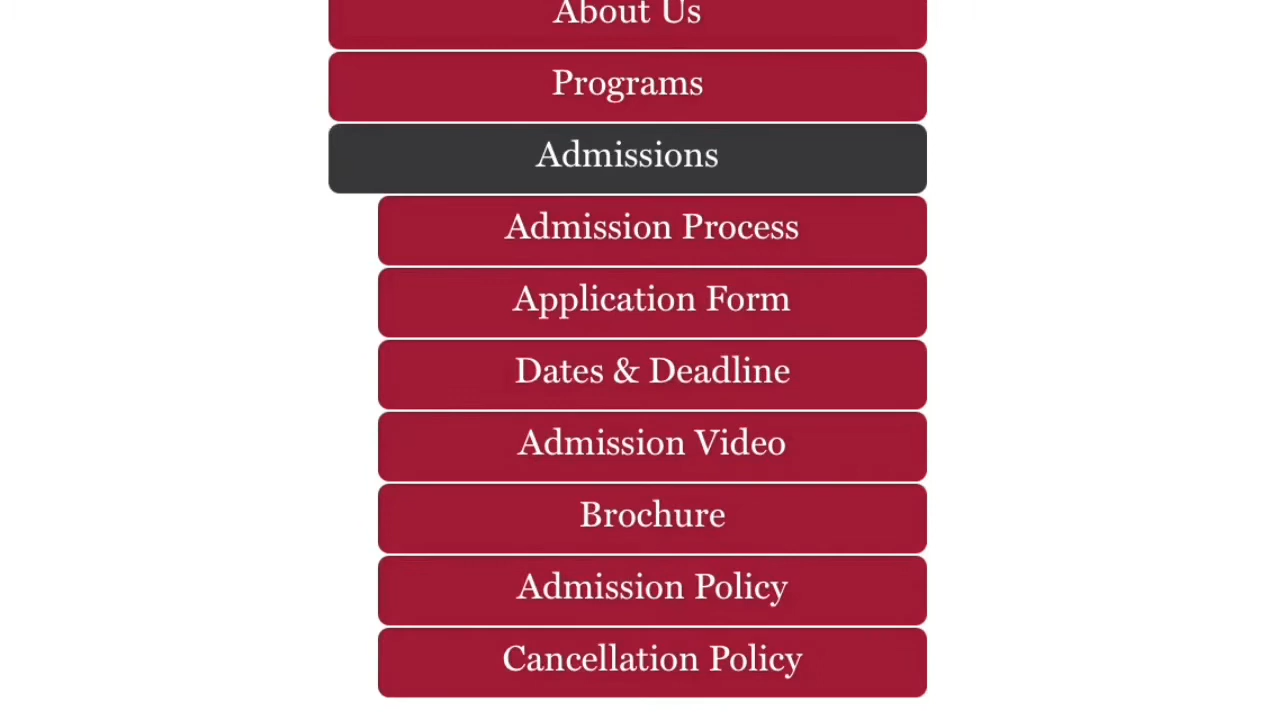 About Us
Programs
Admissions
Admission Process
Application Form
Dates & Deadline
Admission Video
Brochure
Admission Policy
Cancellation Policy